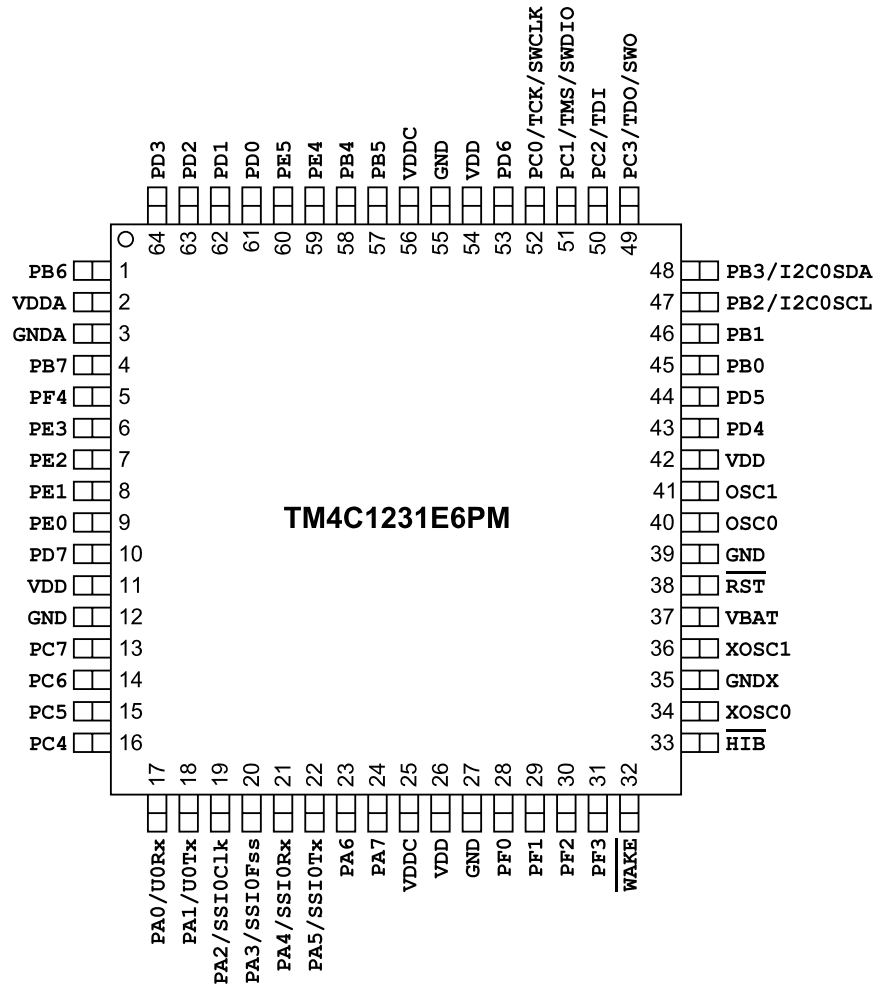 PD3
PD2
PD1
PD0
PE5
PE4
PB4
PB5
VDDC
GND
VDD
PD6
PC0/TCK/SWCLK
PC1/TMS/SWDIO
PC2/TDI
PC3/TDO/SWO
64
63
62
61
60
59
58
57
56
55
54
53
52
51
50
49
PB6 1
VDDA 2
GNDA 3
PB7 4
PF4 5
PE3 6
PE2 7
PE1 8
PE0 9
PD7 10
VDD 11
GND 12
PC7 13
PC6 14
PC5 15
PC4 16
TM4C1231E6PM
48 PB3/I2C0SDA
47 PB2/I2C0SCL
46 PB1
45 PB0
44 PD5
43 PD4
42 VDD
41 OSC1
40 OSC0
39 GND
38 RST
37 VBAT
36 XOSC1
35 GNDX
34 XOSC0
33 HIB
17
18
19
20
21
22
23
24
25
26
27
28
29
30
31
32
PA0/U0Rx
PA1/U0Tx
PA2/SSI0Clk
PA3/SSI0Fss
PA4/SSI0Rx
PA5/SSI0Tx
PA6
PA7
VDDC
VDD
GND
PF0
PF1
PF2
PF3
WAKE